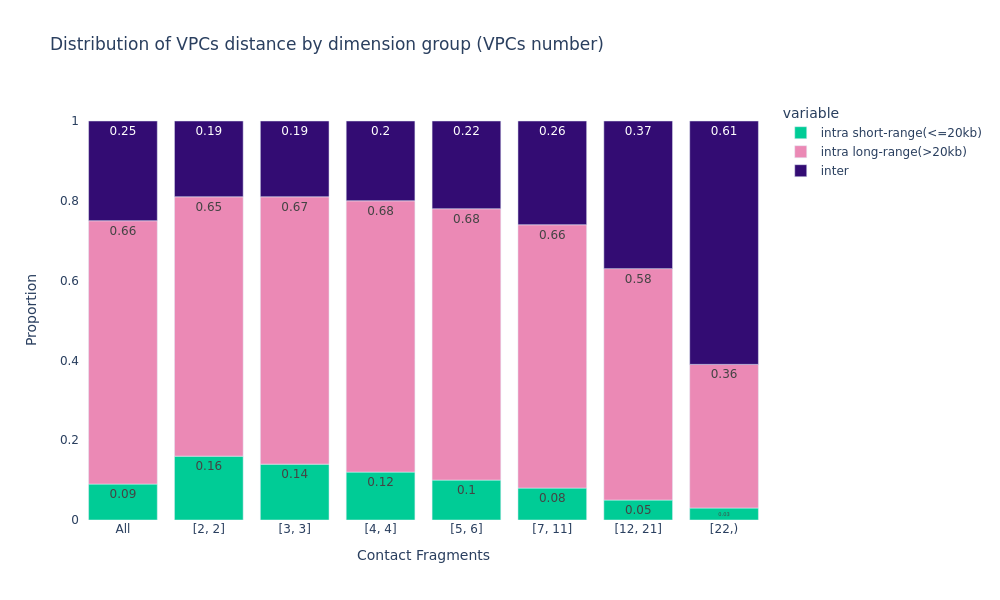 Distribution of VPCs distance by dimension group (VPCs number)
variable
intra short-range(<=20kb)
intra long-range(>20kb)
inter
Proportion
1
0.8
0.6
0.4
0.2
0
0.25 0.19 0.19 0.2 0.22 0.26 0.37 0.61
0.66 0.65 0.67 0.68 0.68 0.66 0.58 0.36
0.09 0.16 0.14 0.12 0.1 0.08 0.05 0.03
All [2, 2] [3, 3] [4, 4] [5, 6] [7, 11] [12, 21] [22,)
Contact Fragments